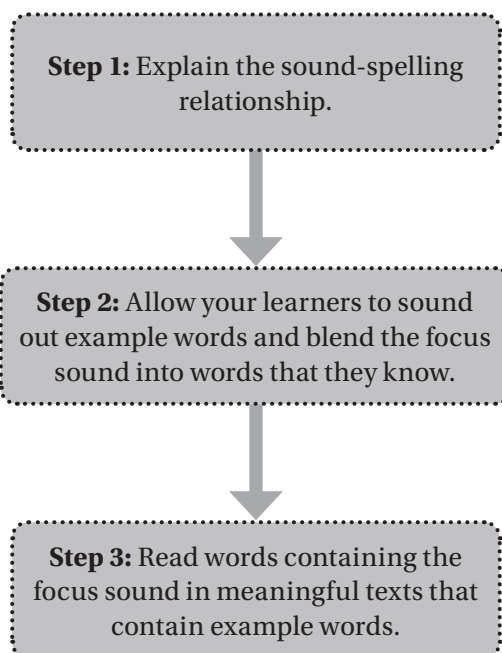 Step 1: Explain the sound-spelling
relationship.
Step 2: Allow your learners to sound
out example words and blend the focus
sound into words that they know.
Step 3: Read words containing the
focus sound in meaningful texts that
contain example words.